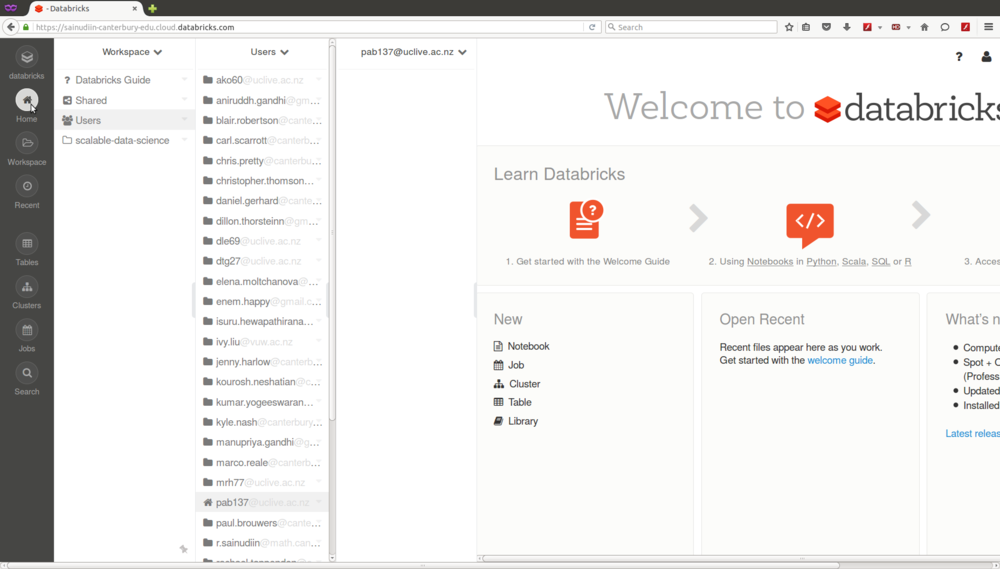 - Databricks
https://sainudiin-canterbury-edu.cloud.databricks.com
Search
databricks
Home
Workspace
Recent
Tables
Clusters
Jobs
Search
Workspace
Databricks Guide
Shared
Users
scalable-data-science
Users
ako60@uclive.ac.nz
aniruddh.gandhi@gm...
blair.robertson@cante...
carl.scarrott@canterb...
chris.pretty@canterbu...
christopher.thomson...
daniel.gerhard@cante...
dillon.thorsteinn@gm...
dle69@uclive.ac.nz
dtg27@uclive.ac.nz
elena.moltchanova@...
enem.happy@gmail.c...
isuru.hewapathirana...
ivy.liu@vuw.ac.nz
jenny.harlow@canterb...
kourosh.neshatian@c...
kumar.yogeeswaran...
kyle.nash@canterbury...
manupriya.gandhi@g...
marco.reale@canterb...
mrh77@uclive.ac.nz
pab137@uclive.ac.nz
paul.brouwers@cante...
r.sainudiin@math.can...
pab137@uclive.ac.nz
?
Welcome to databricks
Learn Databricks
1. Get started with the Welcome Guide
2. Using Notebooks in Python, Scala, SQL or R
3. Acces
New
Notebook
Job
Cluster
Table
Library
Open Recent
Recent files appear here as you work.
Get started with the welcome guide.
What's n
Compute
Spot + O
(Profess
Updated
Installed
Latest releas